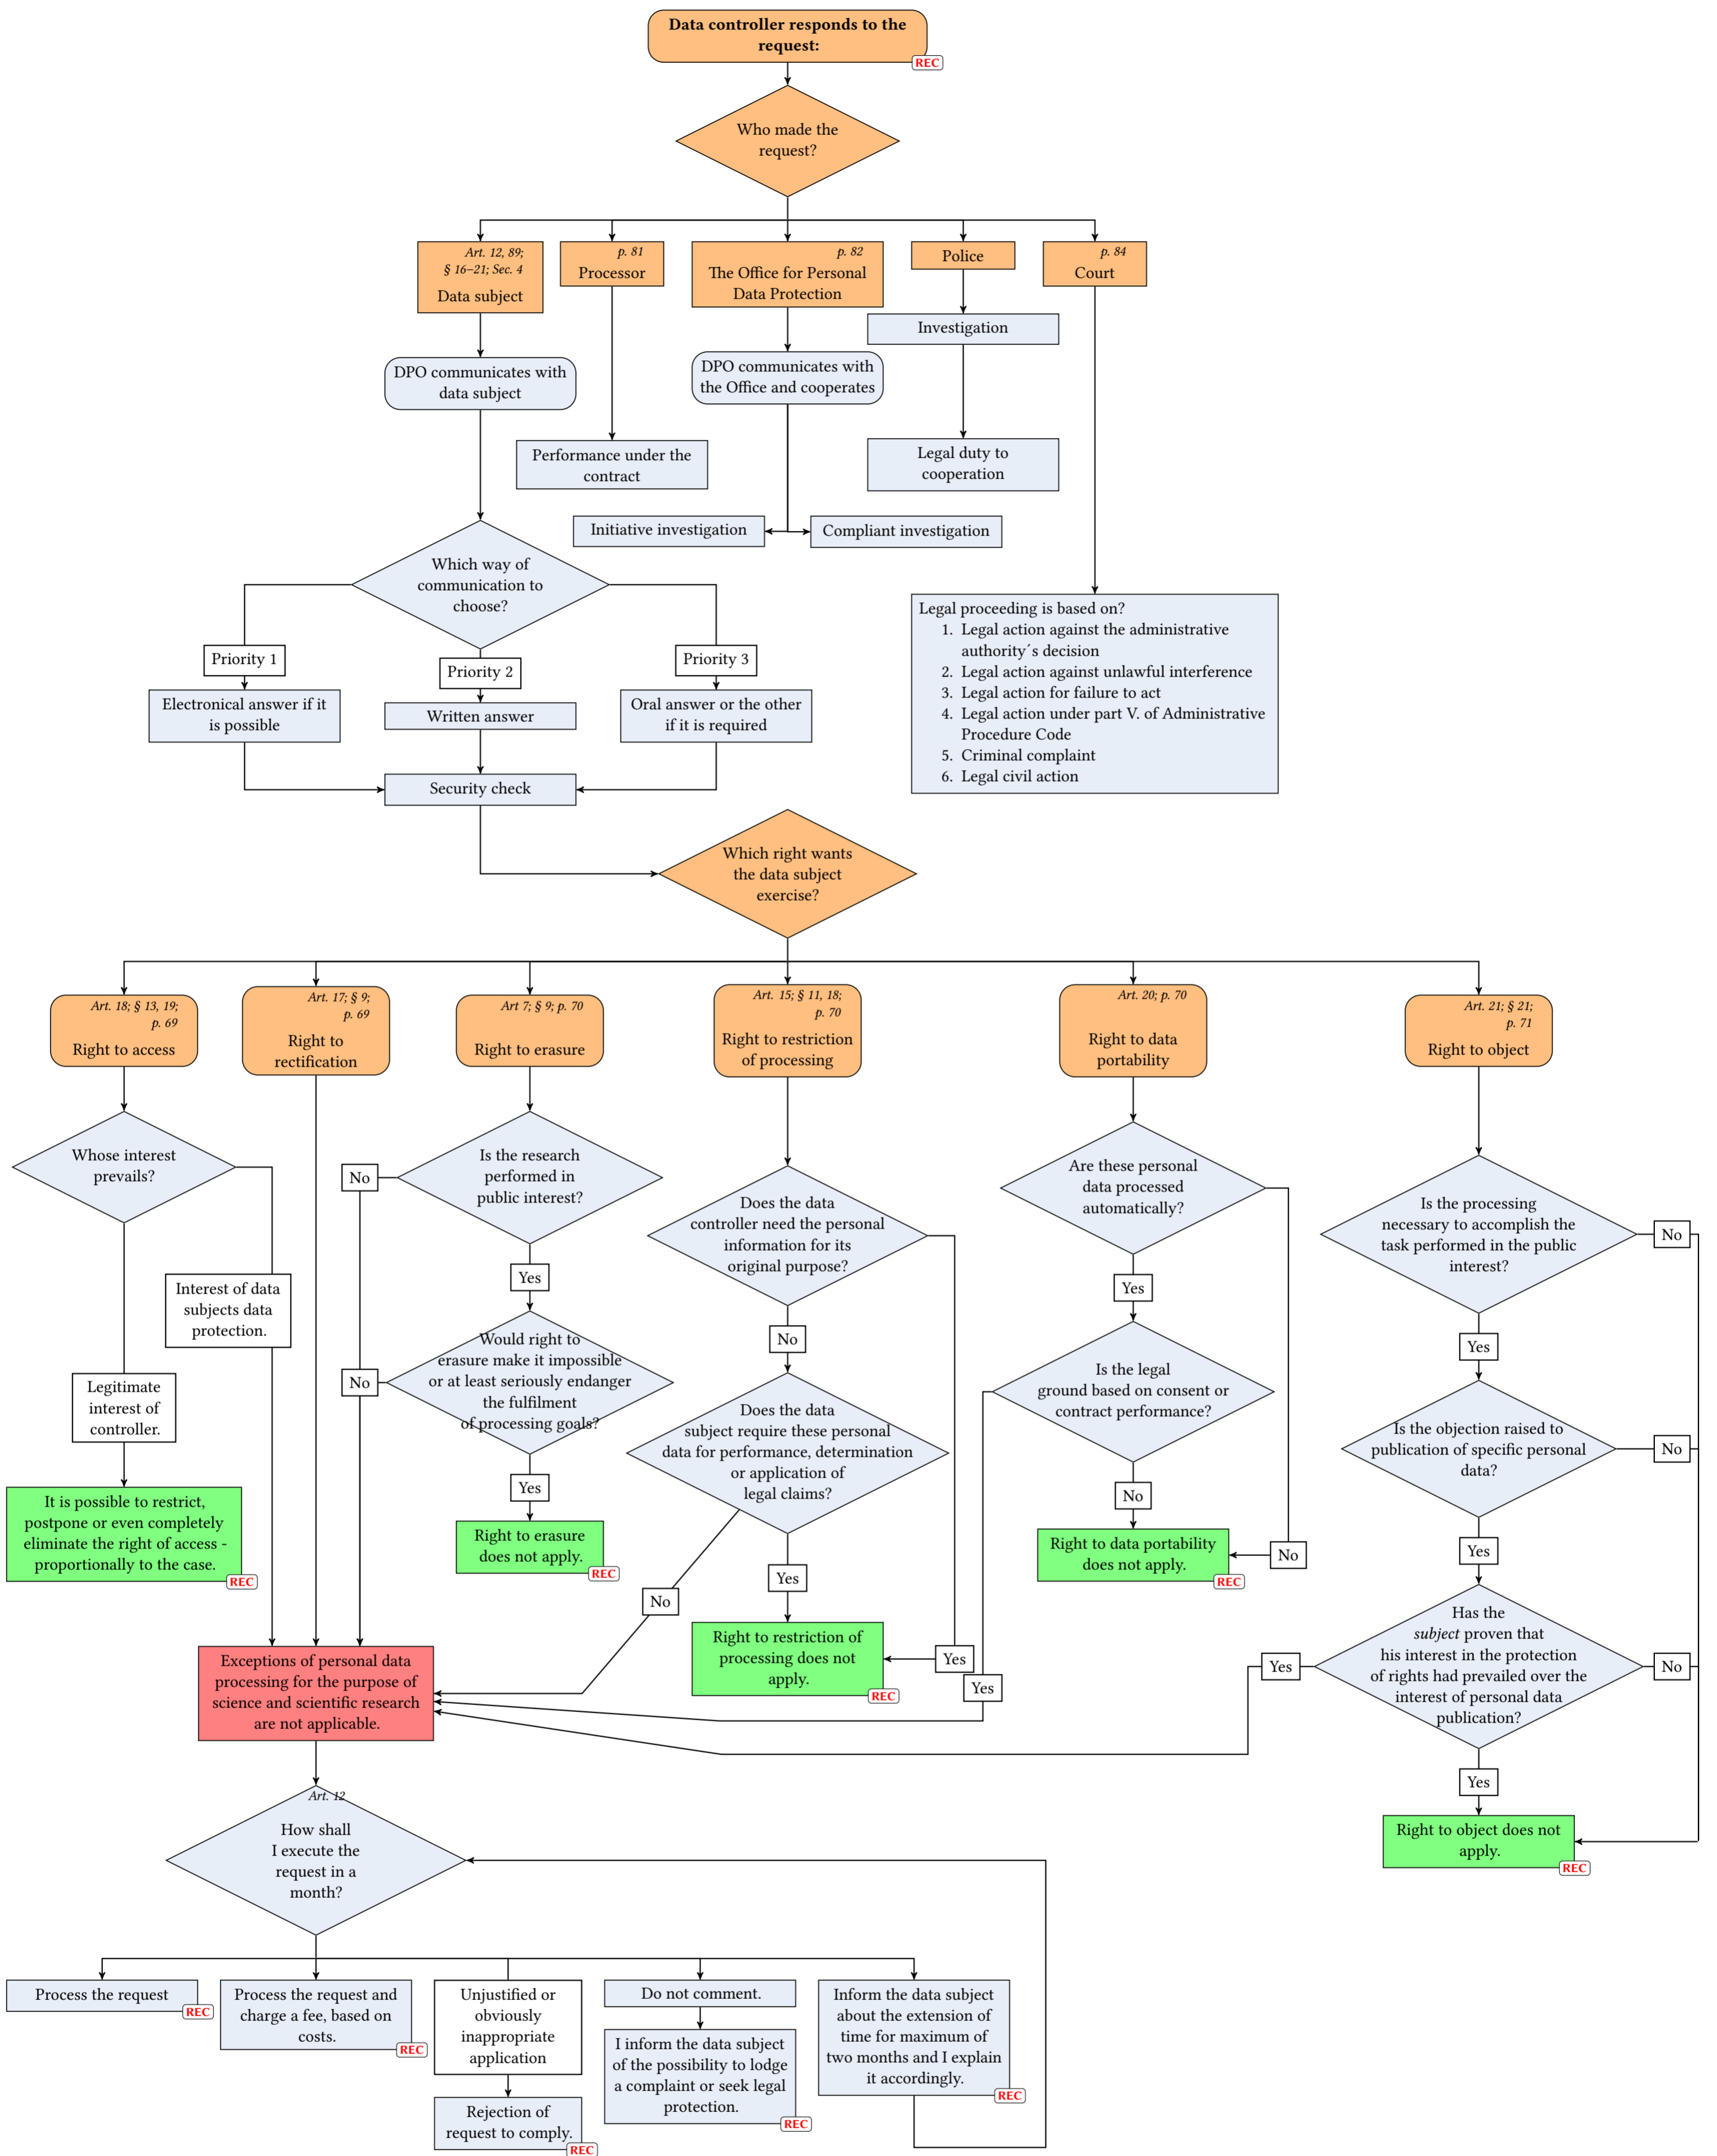 Data controller responds to the
request:
REC
Who made the
request?
Art. 12, 89;
§ 16–21; Sec. 4
Data subject
p. 81
Processor
p. 82
The Office for Personal
Data Protection
Police
p. 84
Court
Investigation
DPO communicates with
data subject
DPO communicates with
the Office and cooperates
Performance under the
contract
Legal duty to
cooperation
Initiative investigation
Compliant investigation
Which way of
communication to
choose?
Legal proceeding is based on?
1. Legal action against the administrative
authority´s decision
2. Legal action against unlawful interference
3. Legal action for failure to act
4. Legal action under part V. of Administrative
Procedure Code
5. Criminal complaint
6. Legal civil action
Priority 1
Priority 2
Priority 3
Electronical answer if it
is possible
Written answer
Oral answer or the other
if it is required
Security check
Which right wants
the data subject
exercise?
Art. 18; § 13, 19;
p. 69
Right to access
Art. 17; § 9;
p. 69
Right to
rectification
Art 7; § 9; p. 70
Right to erasure
Art. 15; § 11, 18;
p. 70
Right to restriction
of processing
Art. 20; p. 70
Right to data
portability
Art. 21; § 21;
p. 71
Right to object
Whose interest
prevails?
Interest of data
subjects data
protection.
Legitimate
interest of
controller.
It is possible to restrict,
postpone or even completely
eliminate the right of access -
proportionally to the case.
REC
Is the research
performed in
public interest?
No
Yes
Would right to
erasure make it impossible
or at least seriously endanger
the fulfilment
of processing goals?
No
Yes
Right to erasure
does not apply.
REC
Does the data
controller need the personal
information for its
original purpose?
No
Does the data
subject require these personal
data for performance, determination
or application of
legal claims?
No
Yes
Right to restriction of
processing does not
apply.
REC
Yes
Are these personal
data processed
automatically?
Yes
Is the legal
ground based on consent or
contract performance?
No
Right to data portability
does not apply.
REC
No
Yes
Is the processing
necessary to accomplish the
task performed in the public
interest?
No
Yes
Is the objection raised to
publication of specific personal
data?
No
Yes
Has the
subject proven that
his interest in the protection
of rights had prevailed over the
interest of personal data
publication?
Yes
No
Yes
Right to object does not
apply.
REC
Exceptions of personal data
processing for the purpose of
science and scientific research
are not applicable.
Art. 12
How shall
I execute the
request in a
month?
Process the request
REC
Process the request and
charge a fee, based on
costs.
REC
Unjustified or
obviously
inappropriate
application
Rejection of
request to comply.
REC
Do not comment.
I inform the data subject
of the possibility to lodge
a complaint or seek legal
protection.
REC
Inform the data subject
about the extension of
time for maximum of
two months and I explain
it accordingly.
REC